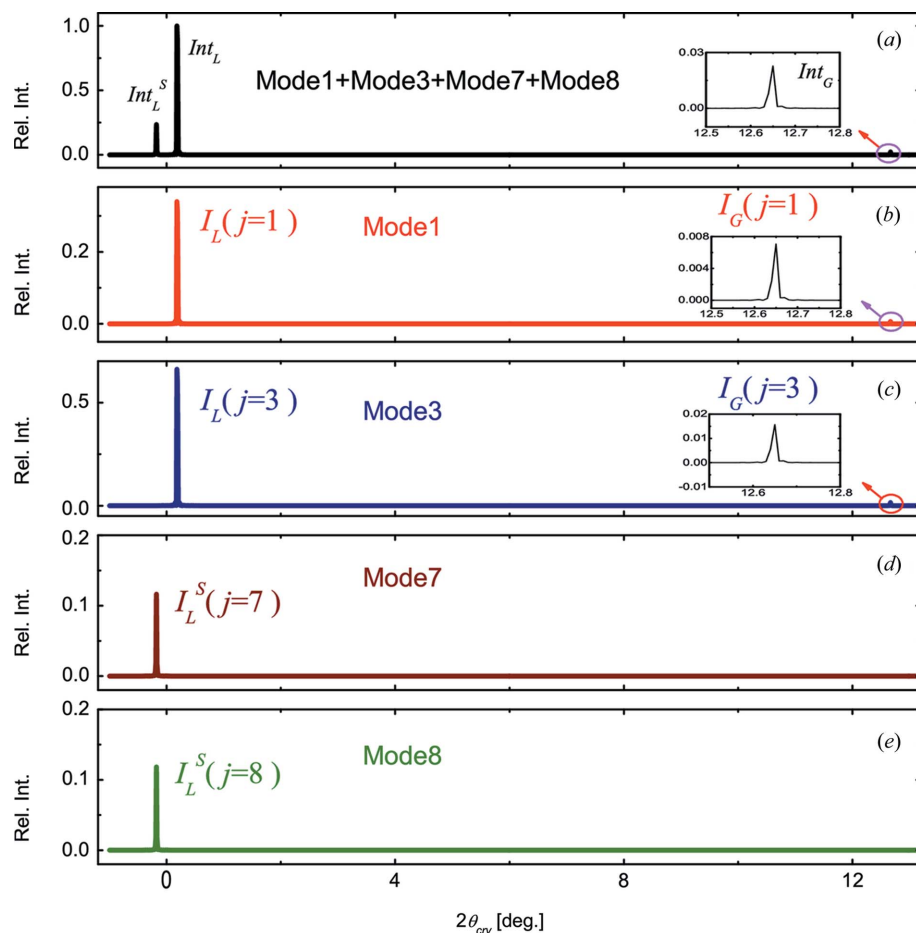 (a)
Int_L^S
Int_L
Mode1+Mode3+Mode7+Mode8
Int_G
0.03
0.00
12.5 12.6 12.7 12.8
Rel. Int.
1.0
0.5
0.0
(b)
I_L(j=1)
Mode1
I_G(j=1)
0.008
0.004
0.000
12.5 12.6 12.7 12.8
Rel. Int.
0.2
0.0
(c)
I_L(j=3)
Mode3
I_G(j=3)
0.02
0.01
0.00
-0.01
12.6 12.8
Rel. Int.
0.5
0.0
(d)
I_L^S(j=7)
Mode7
Rel. Int.
0.2
0.1
0.0
(e)
I_L^S(j=8)
Mode8
Rel. Int.
0.2
0.1
0.0
0 4 8 12
2θ_cry [deg.]